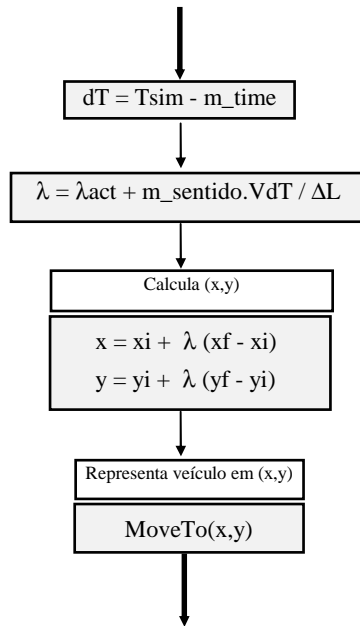 dT = Tsim - m_time
λ = λact + m_sentido.VdT / ΔL
Calcula (x,y)
x = xi + λ (xf - xi)
y = yi + λ (yf - yi)
Representa veículo em (x,y)
MoveTo(x,y)